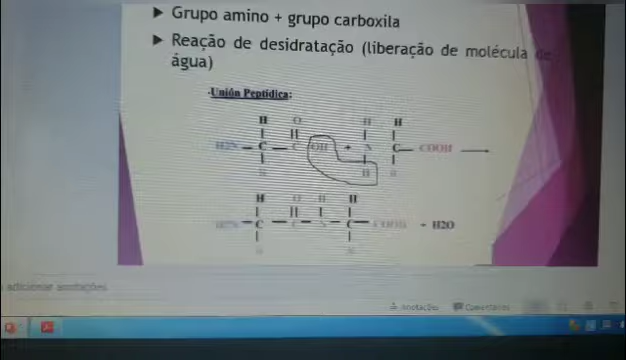 Grupo amino + grupo carboxila
Reação de desidratação (liberação de molécula de
água)
-Unión Peptídica:
H O H H
H2N C C OH + N C COOH
H
H O H H
H2N C C N C COOH + H2O
adicionar anotações
Anotações Comentários